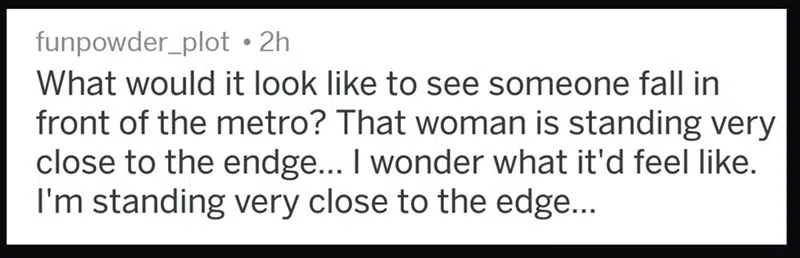 funpowder_plot • 2h
What would it look like to see someone fall in
front of the metro? That woman is standing very
close to the endge... I wonder what it'd feel like.
I'm standing very close to the edge...